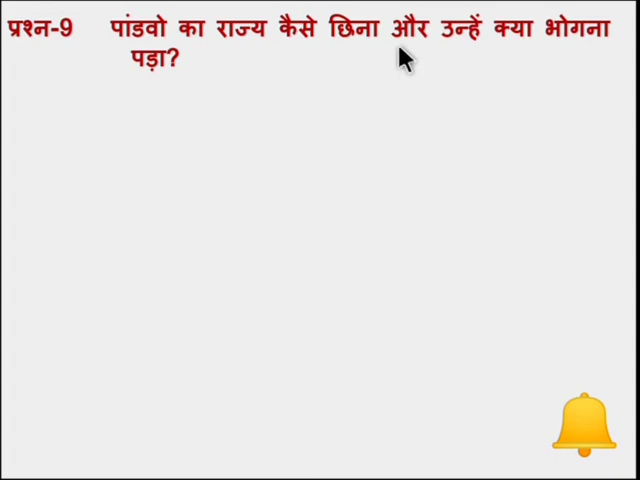 प्रश्न-9 पांडवो का राज्य कैसे छिना और उन्हें क्या भोगना
पड़ा?